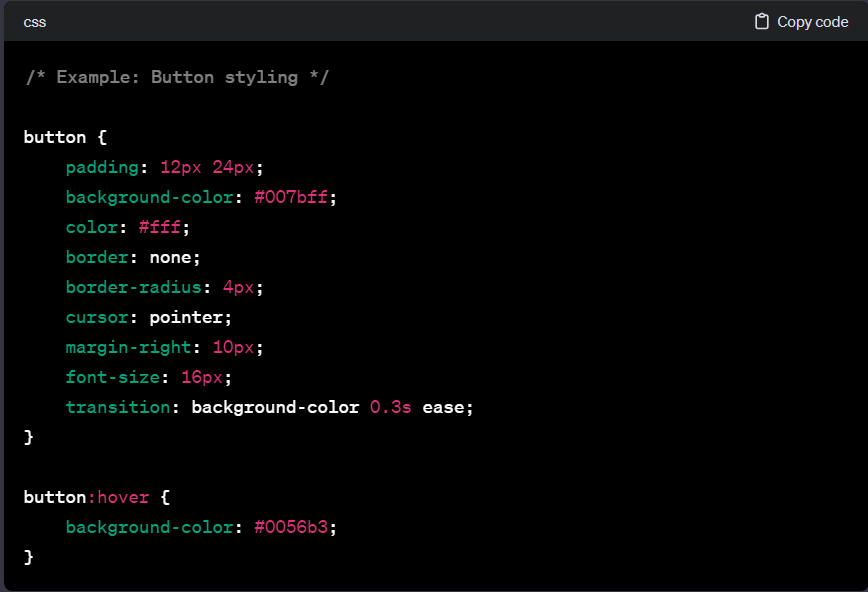 css
Copy code
/* Example: Button styling */
button {
    padding: 12px 24px;
    background-color: #007bff;
    color: #fff;
    border: none;
    border-radius: 4px;
    cursor: pointer;
    margin-right: 10px;
    font-size: 16px;
    transition: background-color 0.3s ease;
}
button:hover {
    background-color: #0056b3;
}